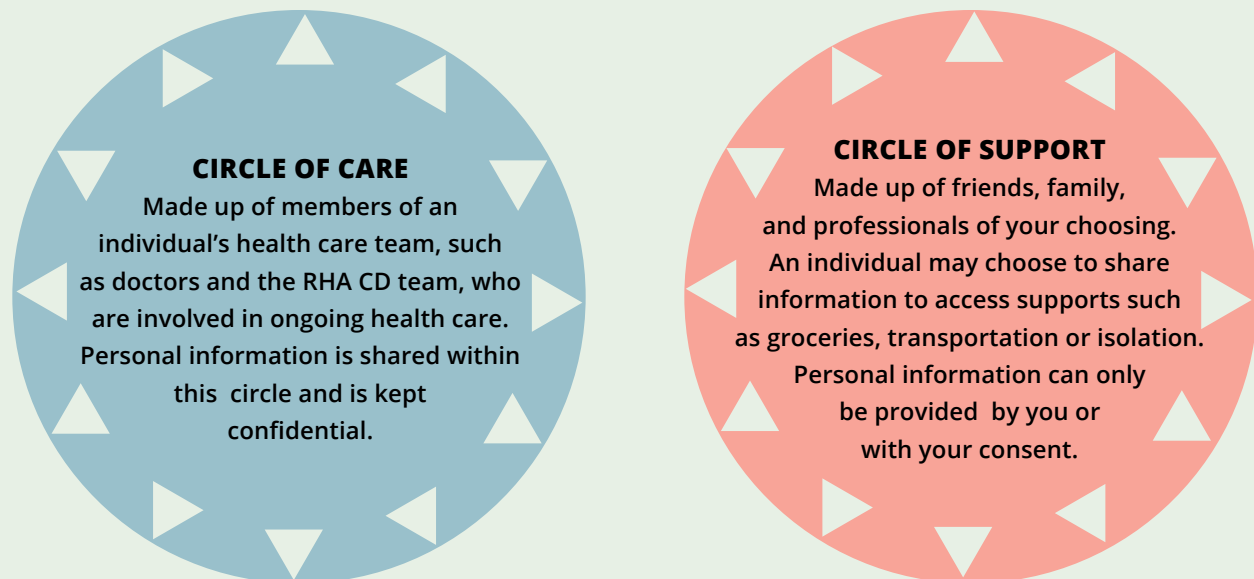 CIRCLE OF CARE
Made up of members of an
individual’s health care team, such
as doctors and the RHA CD team, who
are involved in ongoing health care.
Personal information is shared within
this  circle and is kept
confidential.
CIRCLE OF SUPPORT
Made up of friends, family,
and professionals of your choosing.
An individual may choose to share
information to access supports such
as groceries, transportation or isolation.
Personal information can only
be provided  by you or
with your consent.